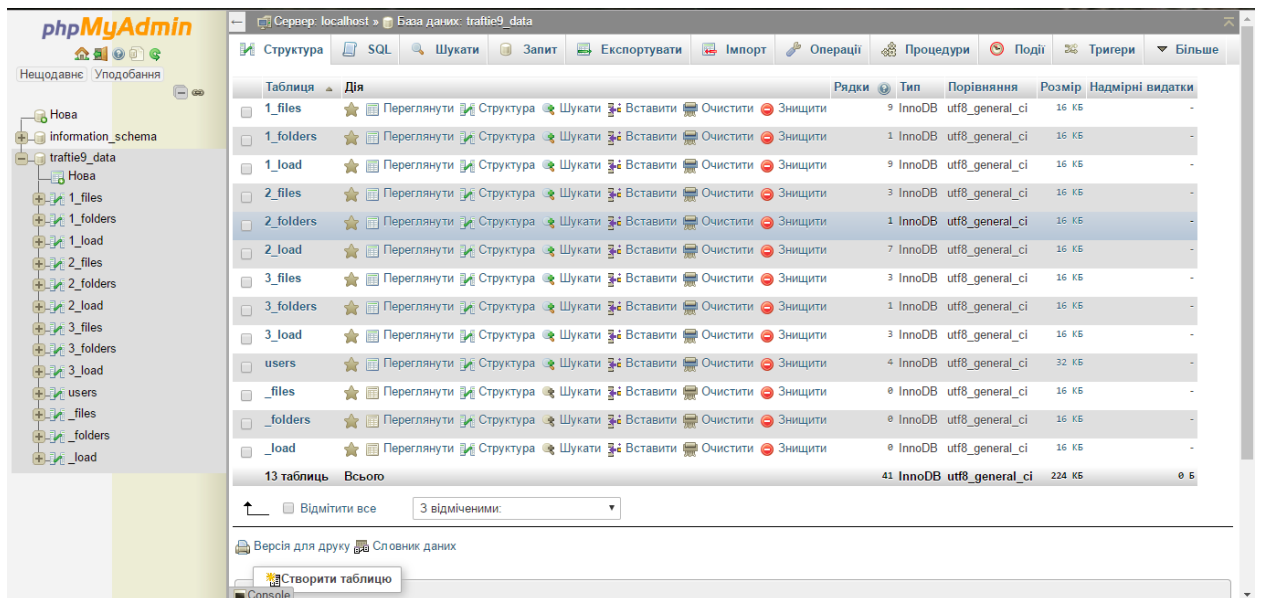 phpMyAdmin
Нещодавнє Уподобання
Нова
information_schema
traftie9_data
Нова
1_files
1_folders
1_load
2_files
2_folders
2_load
3_files
3_folders
3_load
users
_files
_folders
_load
Сервер: localhost » База даних: traftie9_data
Структура SQL Шукати Запит Експортувати Імпорт Операції Процедури Події Тригери Більше
Таблиця Дія Рядки Тип Порівняння Розмір Надмірні видатки
1_files Переглянути Структура Шукати Вставити Очистити Знищити 9 InnoDB utf8_general_ci 16 КБ -
1_folders Переглянути Структура Шукати Вставити Очистити Знищити 1 InnoDB utf8_general_ci 16 КБ -
1_load Переглянути Структура Шукати Вставити Очистити Знищити 9 InnoDB utf8_general_ci 16 КБ -
2_files Переглянути Структура Шукати Вставити Очистити Знищити 3 InnoDB utf8_general_ci 16 КБ -
2_folders Переглянути Структура Шукати Вставити Очистити Знищити 1 InnoDB utf8_general_ci 16 КБ -
2_load Переглянути Структура Шукати Вставити Очистити Знищити 7 InnoDB utf8_general_ci 16 КБ -
3_files Переглянути Структура Шукати Вставити Очистити Знищити 3 InnoDB utf8_general_ci 16 КБ -
3_folders Переглянути Структура Шукати Вставити Очистити Знищити 1 InnoDB utf8_general_ci 16 КБ -
3_load Переглянути Структура Шукати Вставити Очистити Знищити 3 InnoDB utf8_general_ci 16 КБ -
users Переглянути Структура Шукати Вставити Очистити Знищити 4 InnoDB utf8_general_ci 32 КБ -
_files Переглянути Структура Шукати Вставити Очистити Знищити 0 InnoDB utf8_general_ci 16 КБ -
_folders Переглянути Структура Шукати Вставити Очистити Знищити 0 InnoDB utf8_general_ci 16 КБ -
_load Переглянути Структура Шукати Вставити Очистити Знищити 0 InnoDB utf8_general_ci 16 КБ -
13 таблиць Всього 41 InnoDB utf8_general_ci 224 КБ 0 Б
Відмітити все З відміченими:
Версія для друку Словник даних
Створити таблицю
Console